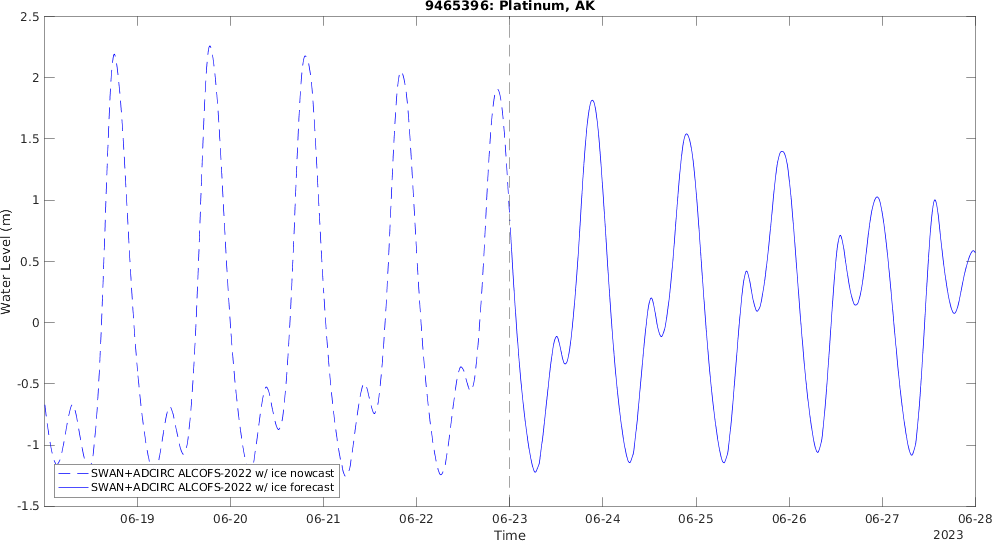 9465396: Platinum, AK
Water Level (m)
2.5
2
1.5
1
0.5
0
-0.5
-1
-1.5
SWAN+ADCIRC ALCOFS-2022 w/ ice nowcast
SWAN+ADCIRC ALCOFS-2022 w/ ice forecast
06-19 06-20 06-21 06-22 06-23 06-24 06-25 06-26 06-27 06-28
Time
2023